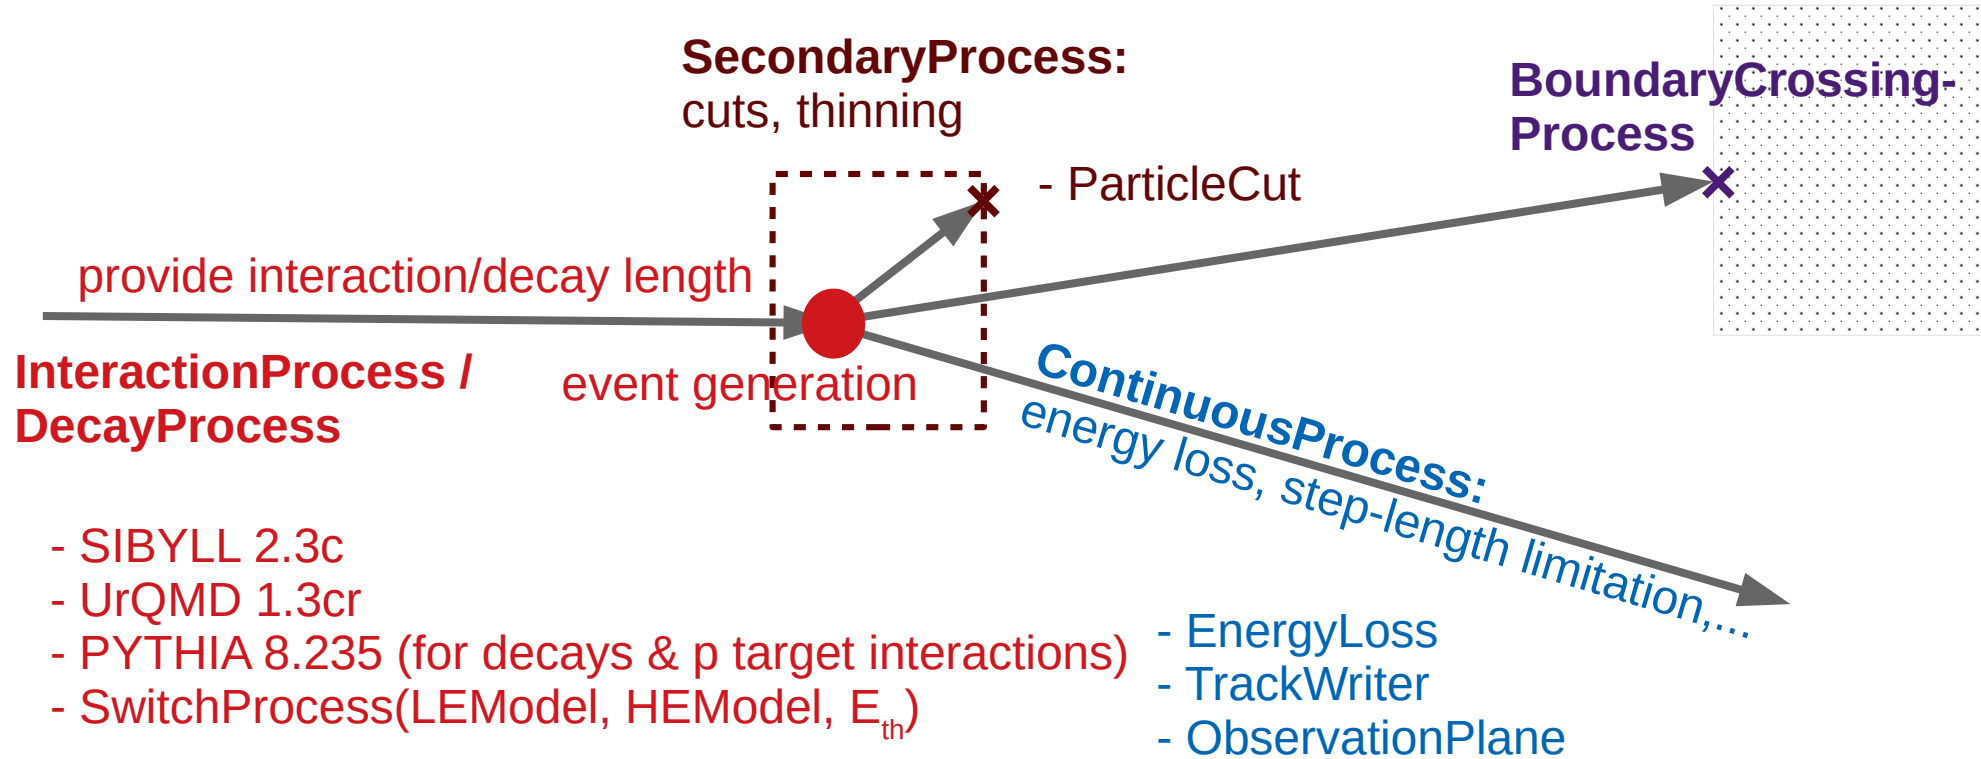 SecondaryProcess:
cuts, thinning
- ParticleCut
BoundaryCrossing-
Process
provide interaction/decay length
InteractionProcess /
DecayProcess
event generation
ContinuousProcess:
energy loss, step-length limitation,...
- SIBYLL 2.3c
- UrQMD 1.3cr
- PYTHIA 8.235 (for decays & p target interactions)
- SwitchProcess(LEModel, HEModel, Eth)
- EnergyLoss
- TrackWriter
- ObservationPlane